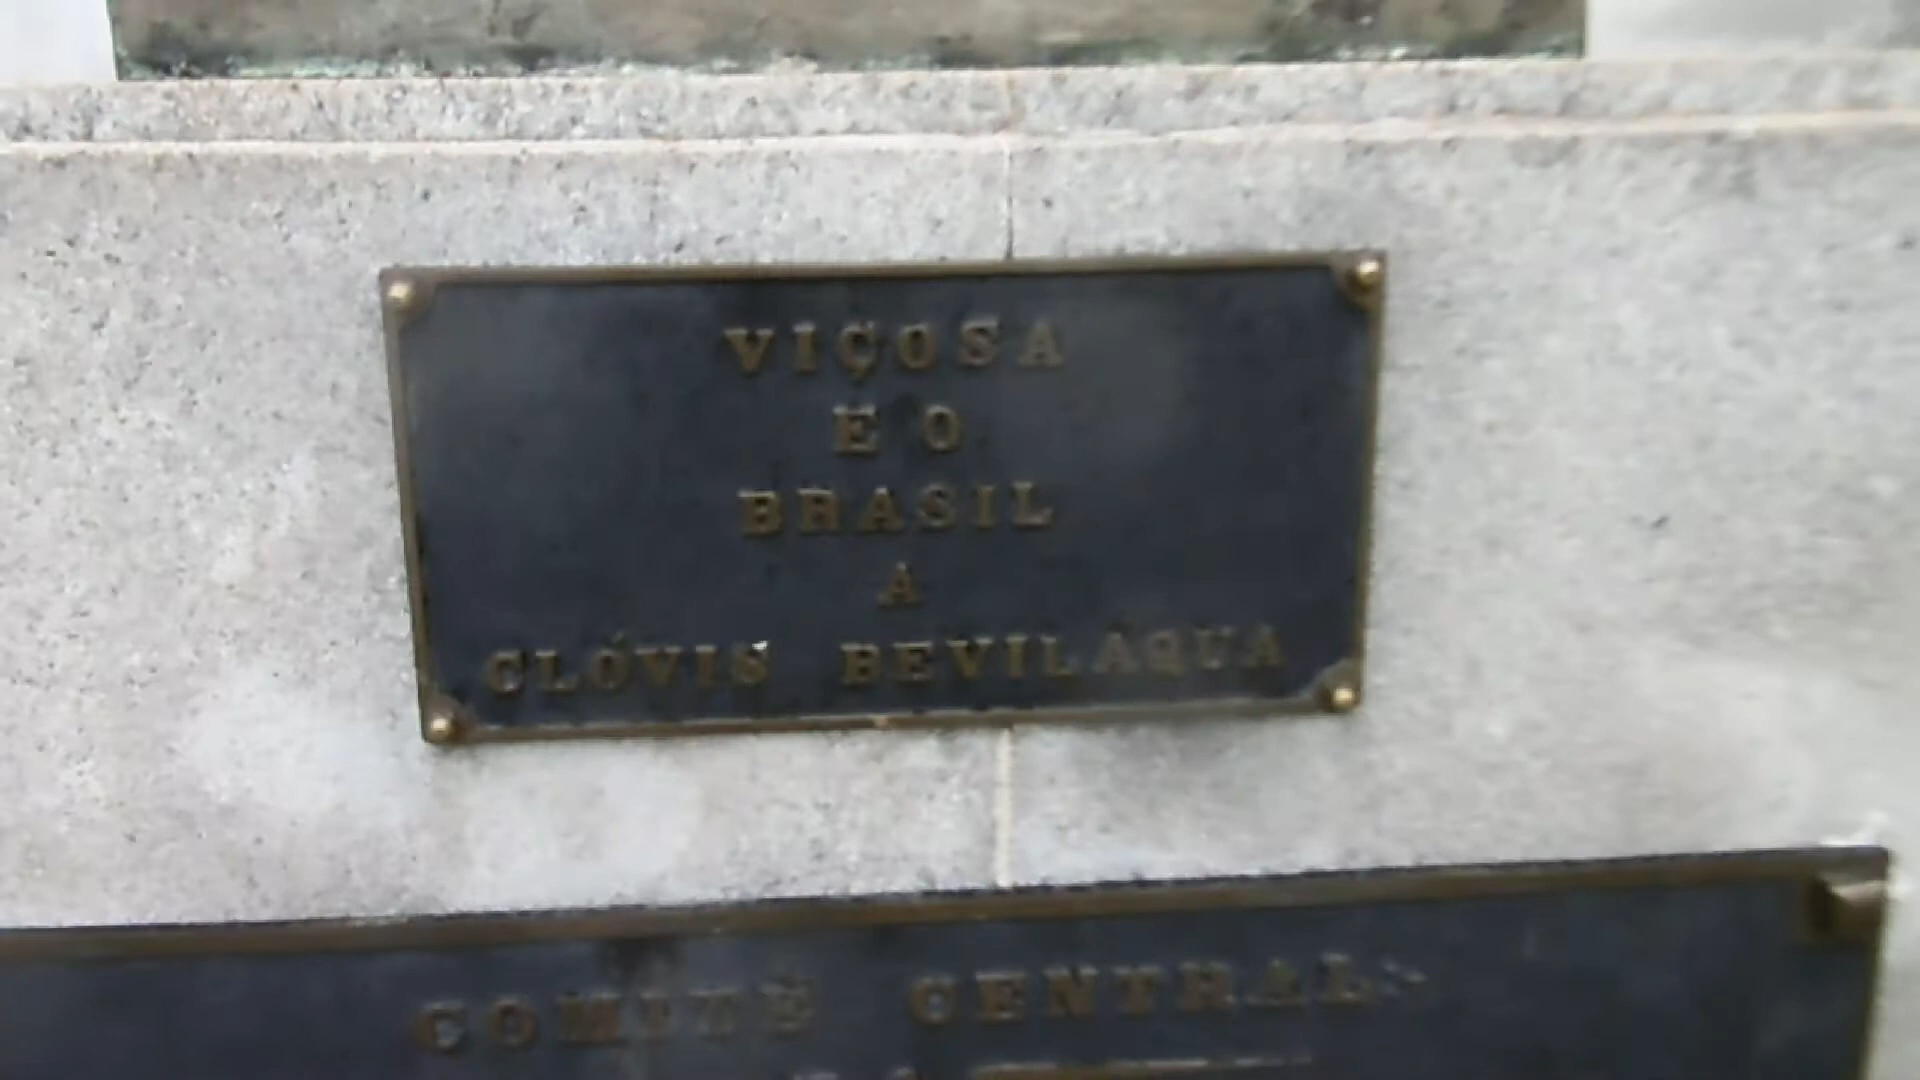 VIÇOSA
E O
BRASIL
A
CLÓVIS BEVILAQUA
COMITÊ CENTRAL